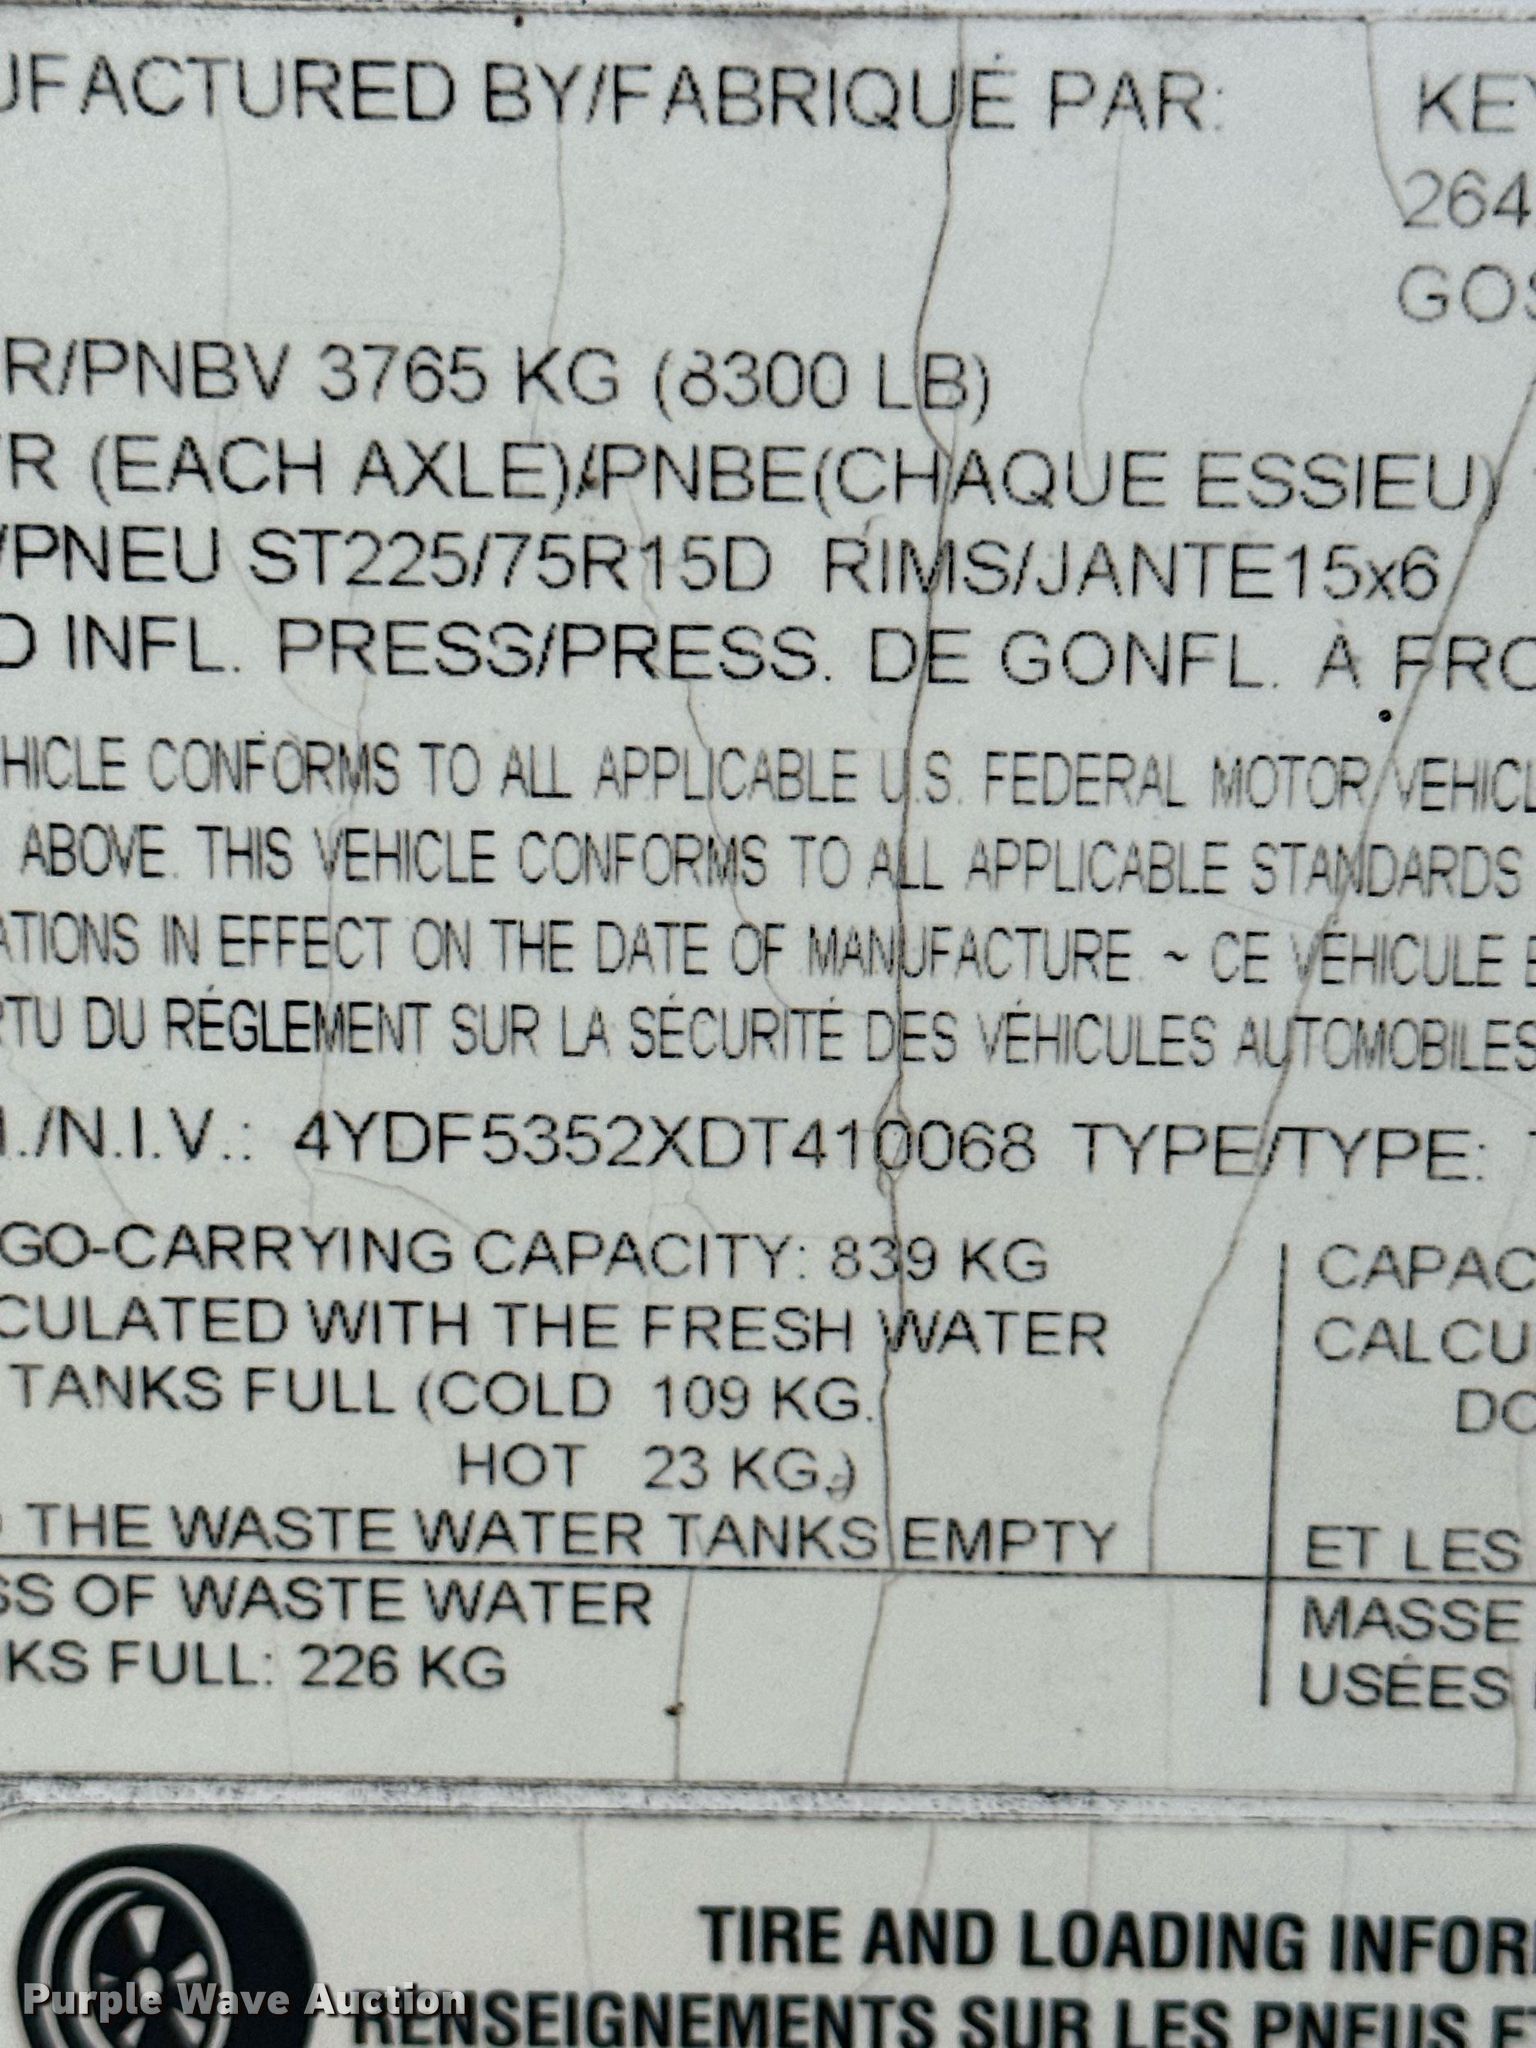 UFACTURED BY/FABRIQUÉ PAR: KEY
264
GOS
R/PNBV 3765 KG (8300 LB)
R (EACH AXLE)/PNBE(CHAQUE ESSIEU)
/PNEU ST225/75R15D RIMS/JANTE15x6
D INFL. PRESS/PRESS. DE GONFL. À FRO
HICLE CONFORMS TO ALL APPLICABLE U.S. FEDERAL MOTOR VEHICL
ABOVE. THIS VEHICLE CONFORMS TO ALL APPLICABLE STANDARDS
ATIONS IN EFFECT ON THE DATE OF MANUFACTURE. ~ CE VÉHICULE E
RTU DU RÉGLEMENT SUR LA SÉCURITÉ DES VÉHICULES AUTOMOBILES
I./N.I.V.: 4YDF5352XDT410068 TYPE/TYPE:
GO-CARRYING CAPACITY: 839 KG
CULATED WITH THE FRESH WATER
TANKS FULL (COLD 109 KG.
HOT 23 KG.)
THE WASTE WATER TANKS EMPTY
SS OF WASTE WATER
KS FULL: 226 KG
CAPAC
CALCU
DO
ET LES
MASSE
USÉES
TIRE AND LOADING INFOR
RENSEIGNEMENTS SUR LES PNEUS ET
Purple Wave Auction